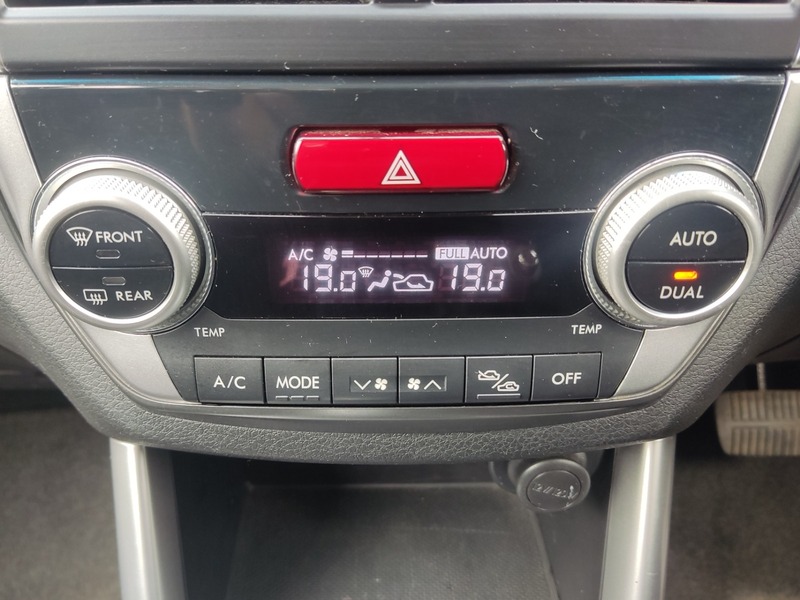 FRONT
REAR
A/C FULL AUTO
19.0 19.0
AUTO
DUAL
TEMP
TEMP
A/C MODE OFF